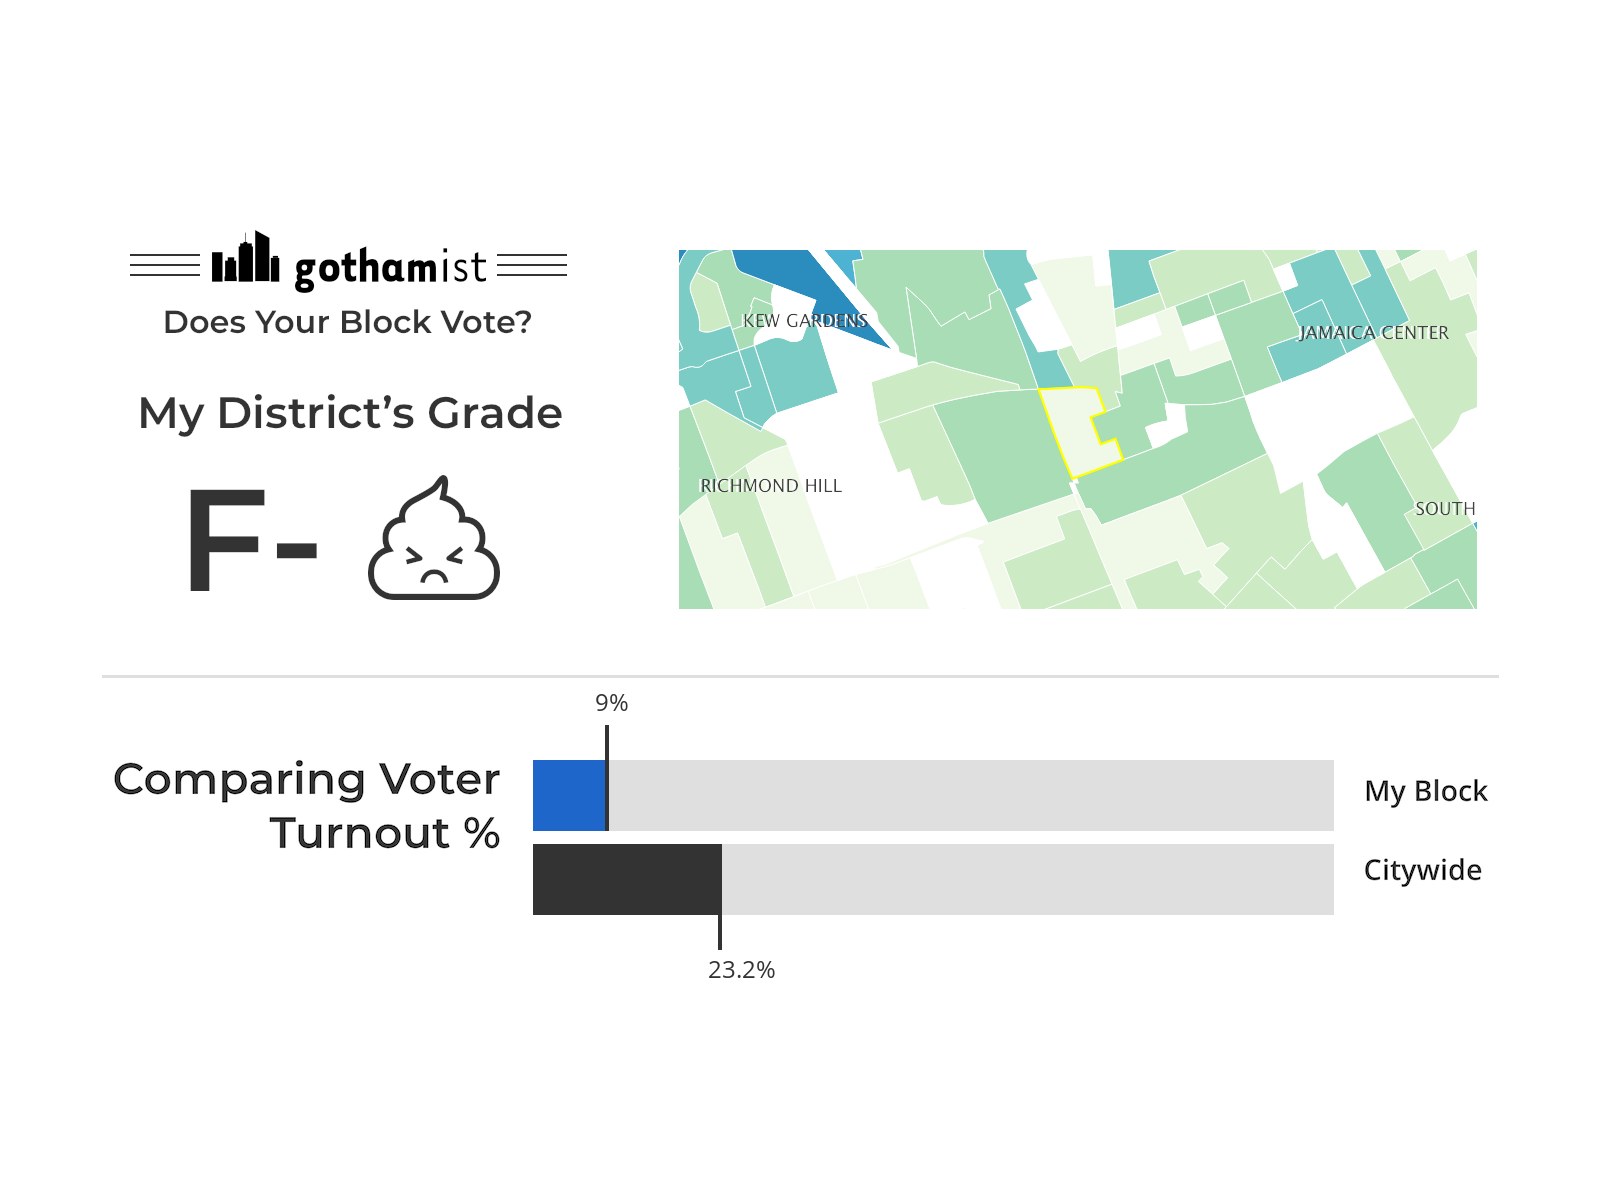 gothamist
Does Your Block Vote?
My District’s Grade
F-
KEW GARDENS
JAMAICA CENTER
RICHMOND HILL
SOUTH
9%
Comparing Voter
Turnout %
My Block
Citywide
23.2%